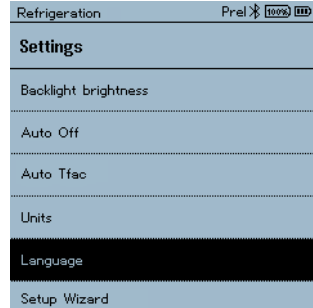 Refrigeration Prel 100%
Settings
Backlight brightness
Auto Off
Auto Tfac
Units
Language
Setup Wizard